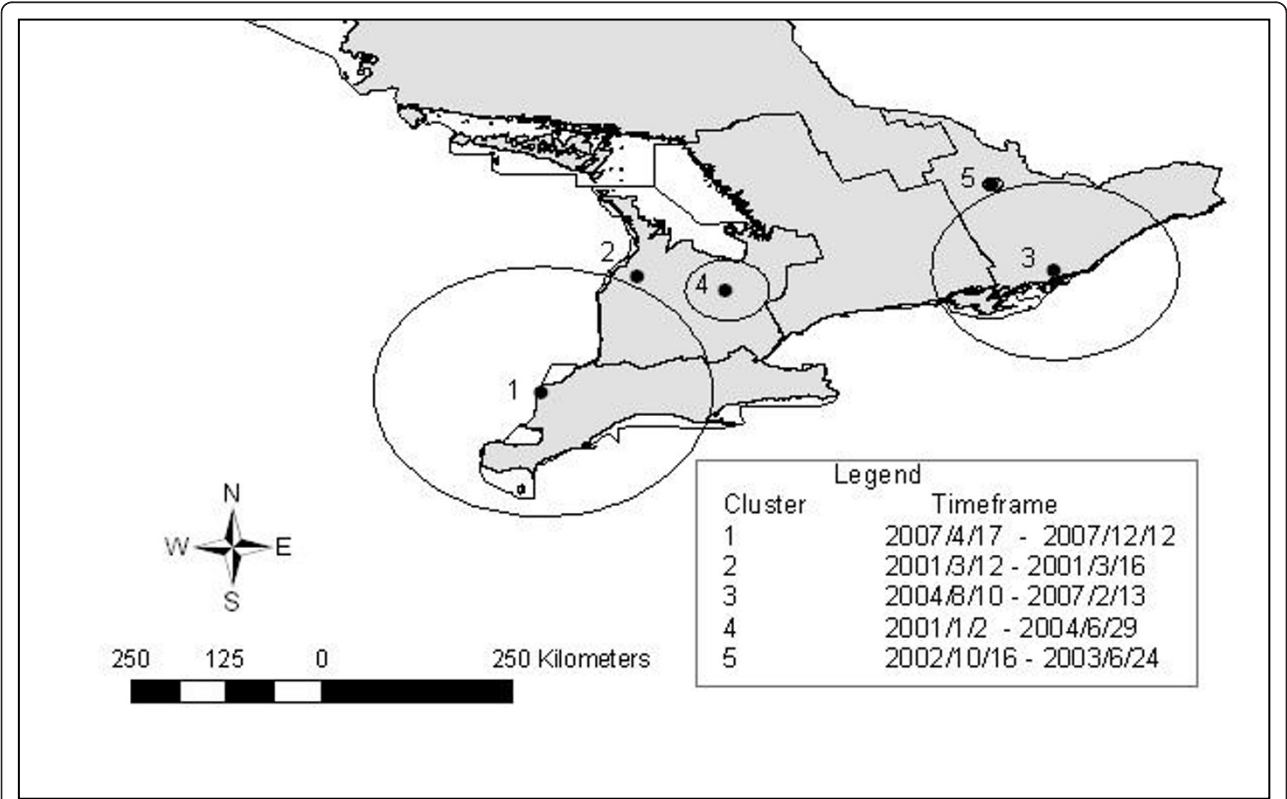 5
2
3
4
1
Legend
Cluster Timeframe
1 2007/4/17 - 2007/12/12
2 2001/3/12 - 2001/3/16
3 2004/8/10 - 2007/2/13
4 2001/1/2 - 2004/6/29
5 2002/10/16 - 2003/6/24
N
W E
S
250 125 0 250 Kilometers